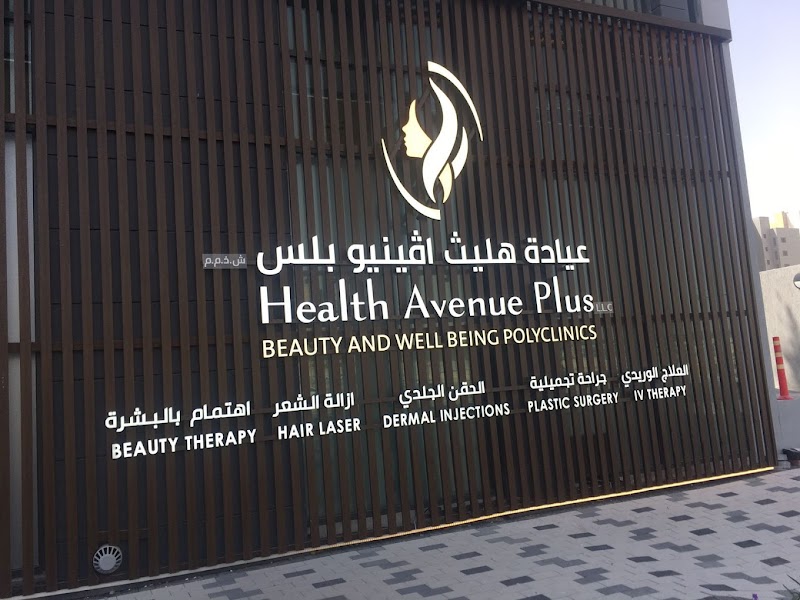 عيادة هليث اڤينيو بلس ش.ذ.م.م
Health Avenue Plus LLC
BEAUTY AND WELL BEING POLYCLINICS
اهتمام بالبشرة
BEAUTY THERAPY
ازالة الشعر
HAIR LASER
الحقن الجلدي
DERMAL INJECTIONS
جراحة تجميلية
PLASTIC SURGERY
العلاج الوريدي
IV THERAPY